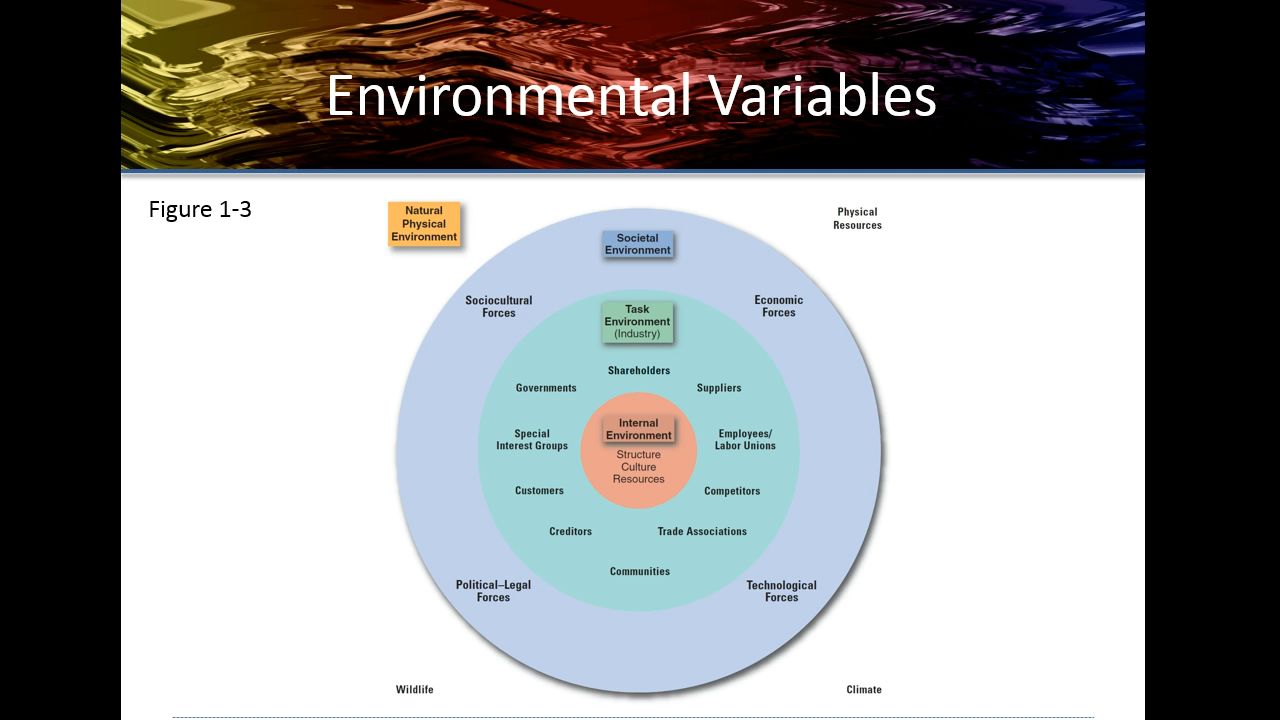 Environmental Variables
Figure 1-3
Natural
Physical
Environment
Physical
Resources
Societal
Environment
Sociocultural
Forces
Economic
Forces
Task
Environment
(Industry)
Shareholders
Governments
Suppliers
Internal
Environment
Structure
Culture
Resources
Special
Interest Groups
Employees/
Labor Unions
Customers
Competitors
Creditors
Trade Associations
Communities
Political–Legal
Forces
Technological
Forces
Wildlife
Climate